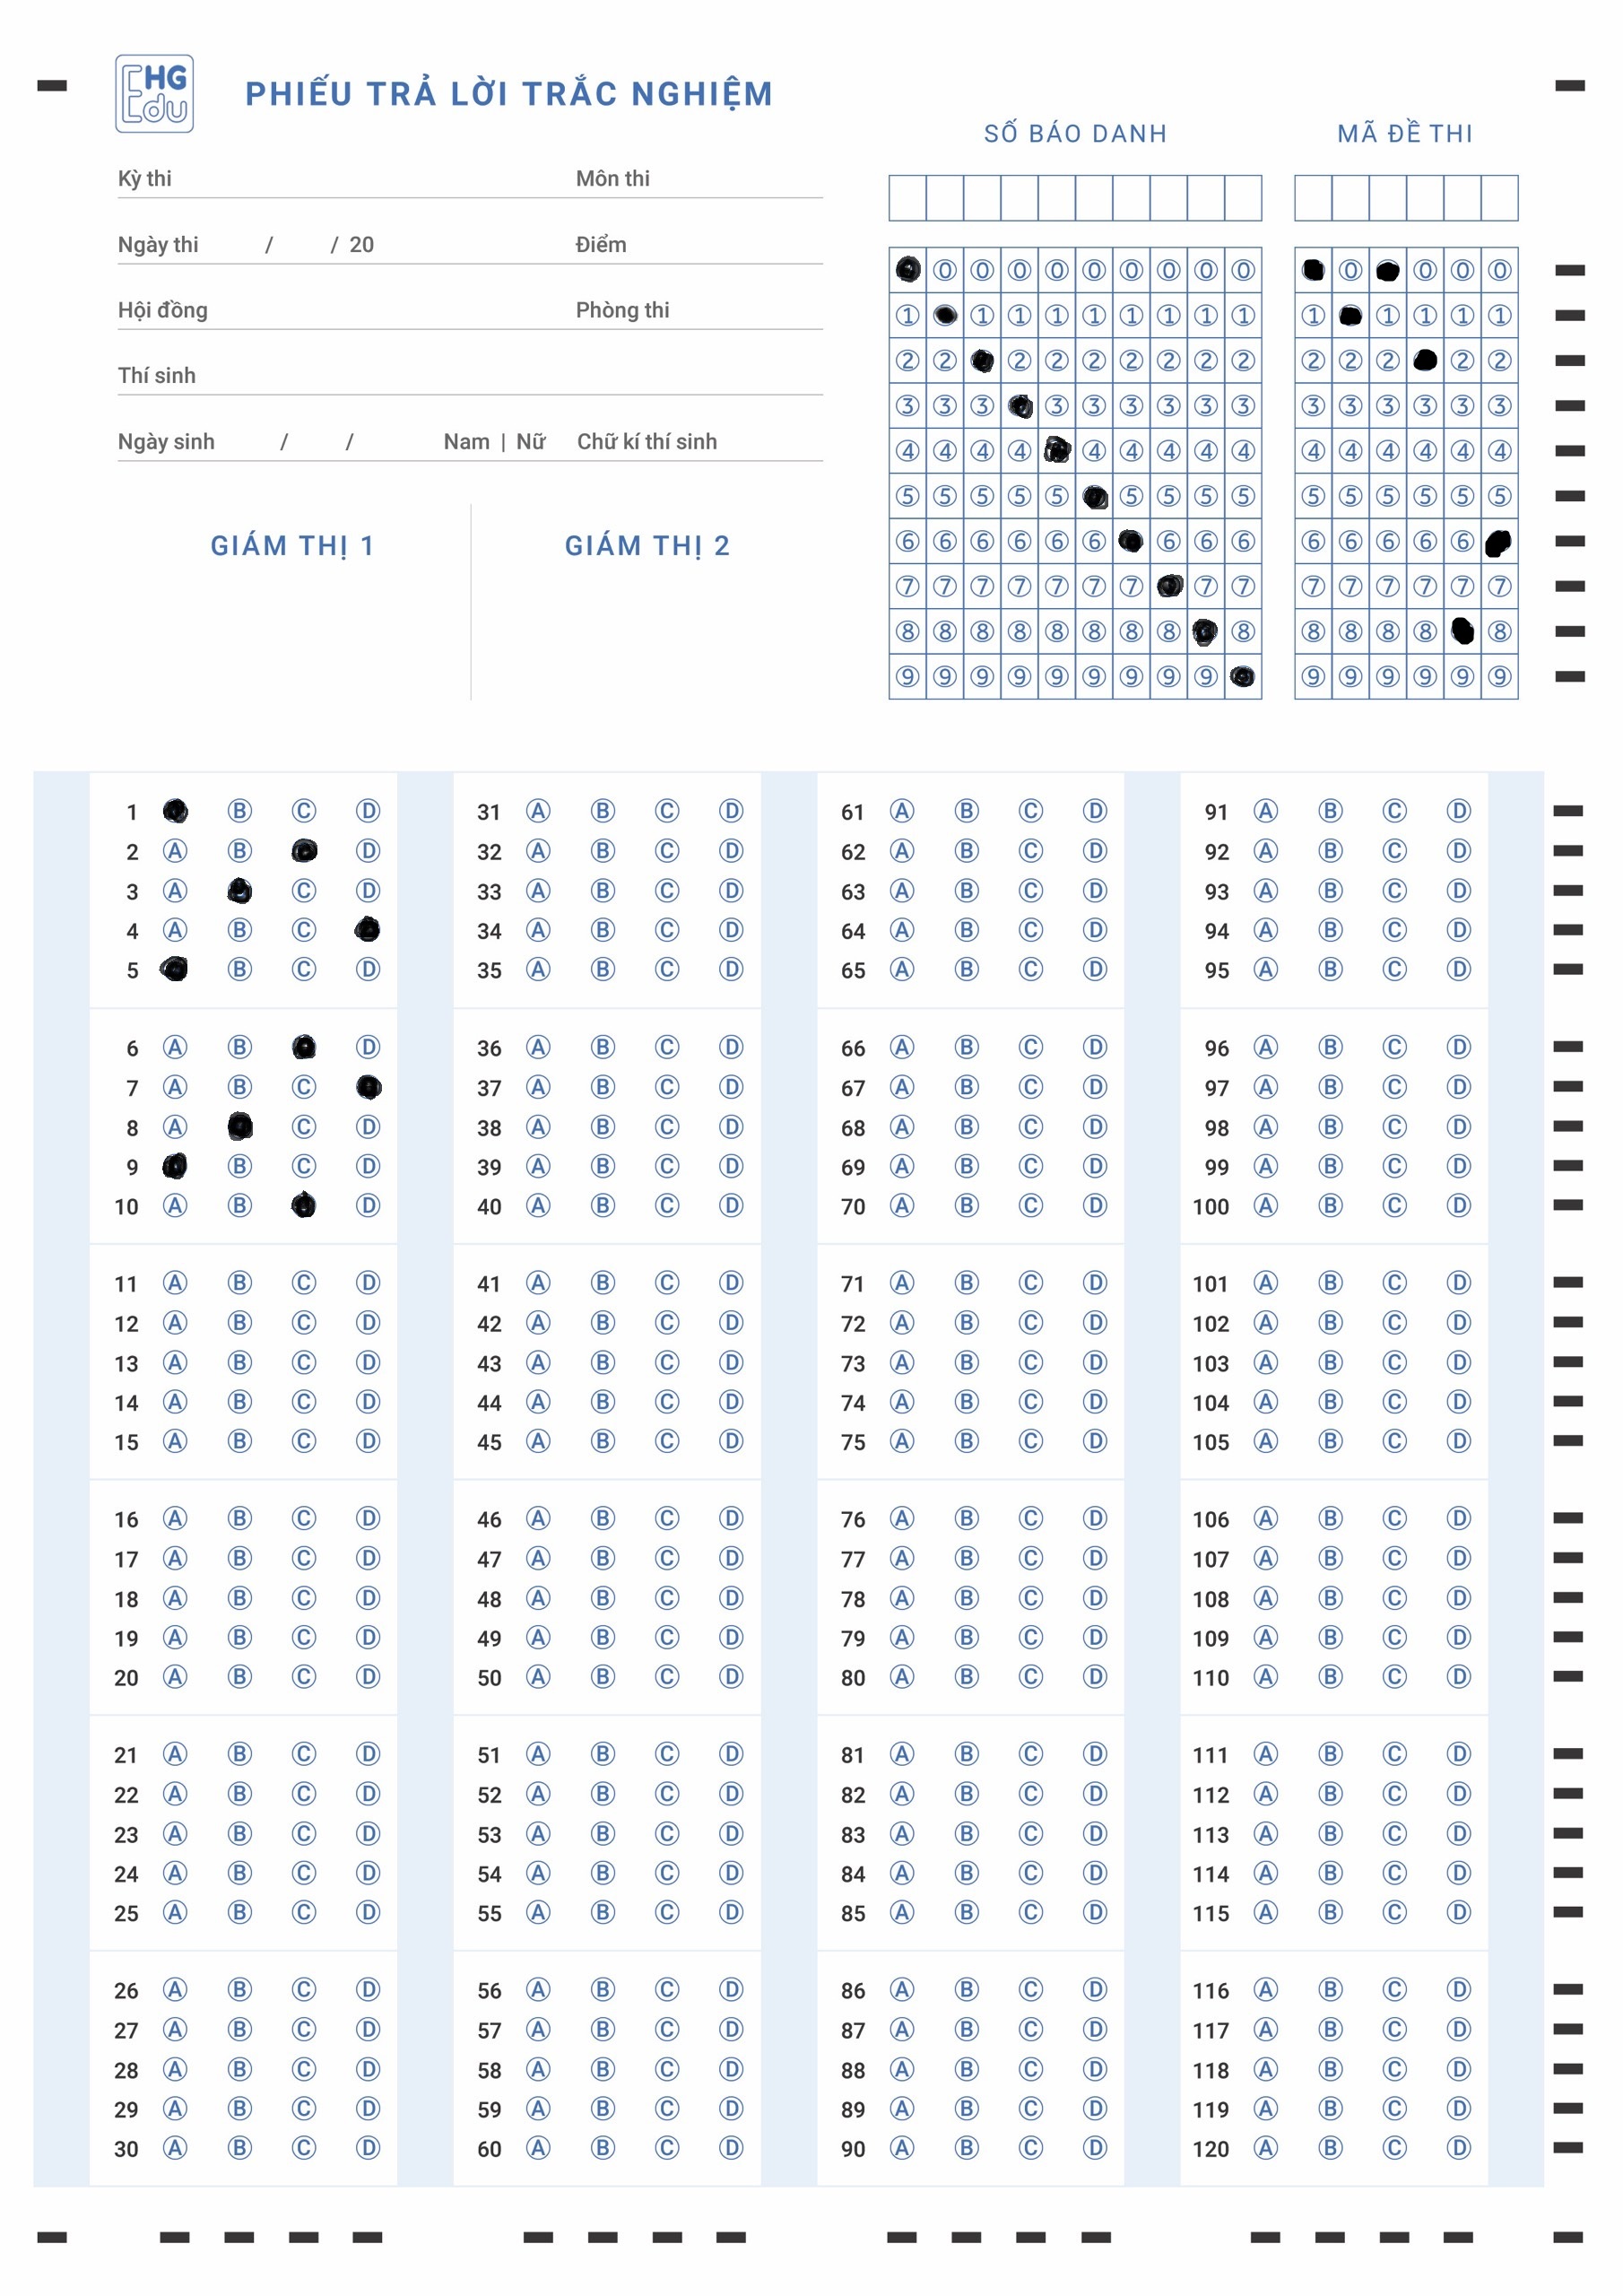 HG
Edu
PHIẾU TRẢ LỜI TRẮC NGHIỆM
SỐ BÁO DANH
MÃ ĐỀ THI
Kỳ thi Môn thi
Ngày thi / / 20 Điểm
Hội đồng Phòng thi
Thí sinh
Ngày sinh / / Nam | Nữ Chữ kí thí sinh
GIÁM THỊ 1 GIÁM THỊ 2
0 0 0 0 0 0 0 0 0 0 0 0 0
1 1 1 1 1 1 1 1 1 1 1 1 1 1
2 2 2 2 2 2 2 2 2 2 2 2 2 2
3 3 3 3 3 3 3 3 3 3 3 3 3 3 3
4 4 4 4 4 4 4 4 4 4 4 4 4 4 4
5 5 5 5 5 5 5 5 5 5 5 5 5 5 5
6 6 6 6 6 6 6 6 6 6 6 6 6 6
7 7 7 7 7 7 7 7 7 7 7 7 7 7 7
8 8 8 8 8 8 8 8 8 8 8 8 8 8
9 9 9 9 9 9 9 9 9 9 9 9 9 9 9
1 B C D 31 A B C D 61 A B C D 91 A B C D
2 A B D 32 A B C D 62 A B C D 92 A B C D
3 A C D 33 A B C D 63 A B C D 93 A B C D
4 A B C 34 A B C D 64 A B C D 94 A B C D
5 B C D 35 A B C D 65 A B C D 95 A B C D
6 A B D 36 A B C D 66 A B C D 96 A B C D
7 A B C 37 A B C D 67 A B C D 97 A B C D
8 A C D 38 A B C D 68 A B C D 98 A B C D
9 B C D 39 A B C D 69 A B C D 99 A B C D
10 A B D 40 A B C D 70 A B C D 100 A B C D
11 A B C D 41 A B C D 71 A B C D 101 A B C D
12 A B C D 42 A B C D 72 A B C D 102 A B C D
13 A B C D 43 A B C D 73 A B C D 103 A B C D
14 A B C D 44 A B C D 74 A B C D 104 A B C D
15 A B C D 45 A B C D 75 A B C D 105 A B C D
16 A B C D 46 A B C D 76 A B C D 106 A B C D
17 A B C D 47 A B C D 77 A B C D 107 A B C D
18 A B C D 48 A B C D 78 A B C D 108 A B C D
19 A B C D 49 A B C D 79 A B C D 109 A B C D
20 A B C D 50 A B C D 80 A B C D 110 A B C D
21 A B C D 51 A B C D 81 A B C D 111 A B C D
22 A B C D 52 A B C D 82 A B C D 112 A B C D
23 A B C D 53 A B C D 83 A B C D 113 A B C D
24 A B C D 54 A B C D 84 A B C D 114 A B C D
25 A B C D 55 A B C D 85 A B C D 115 A B C D
26 A B C D 56 A B C D 86 A B C D 116 A B C D
27 A B C D 57 A B C D 87 A B C D 117 A B C D
28 A B C D 58 A B C D 88 A B C D 118 A B C D
29 A B C D 59 A B C D 89 A B C D 119 A B C D
30 A B C D 60 A B C D 90 A B C D 120 A B C D